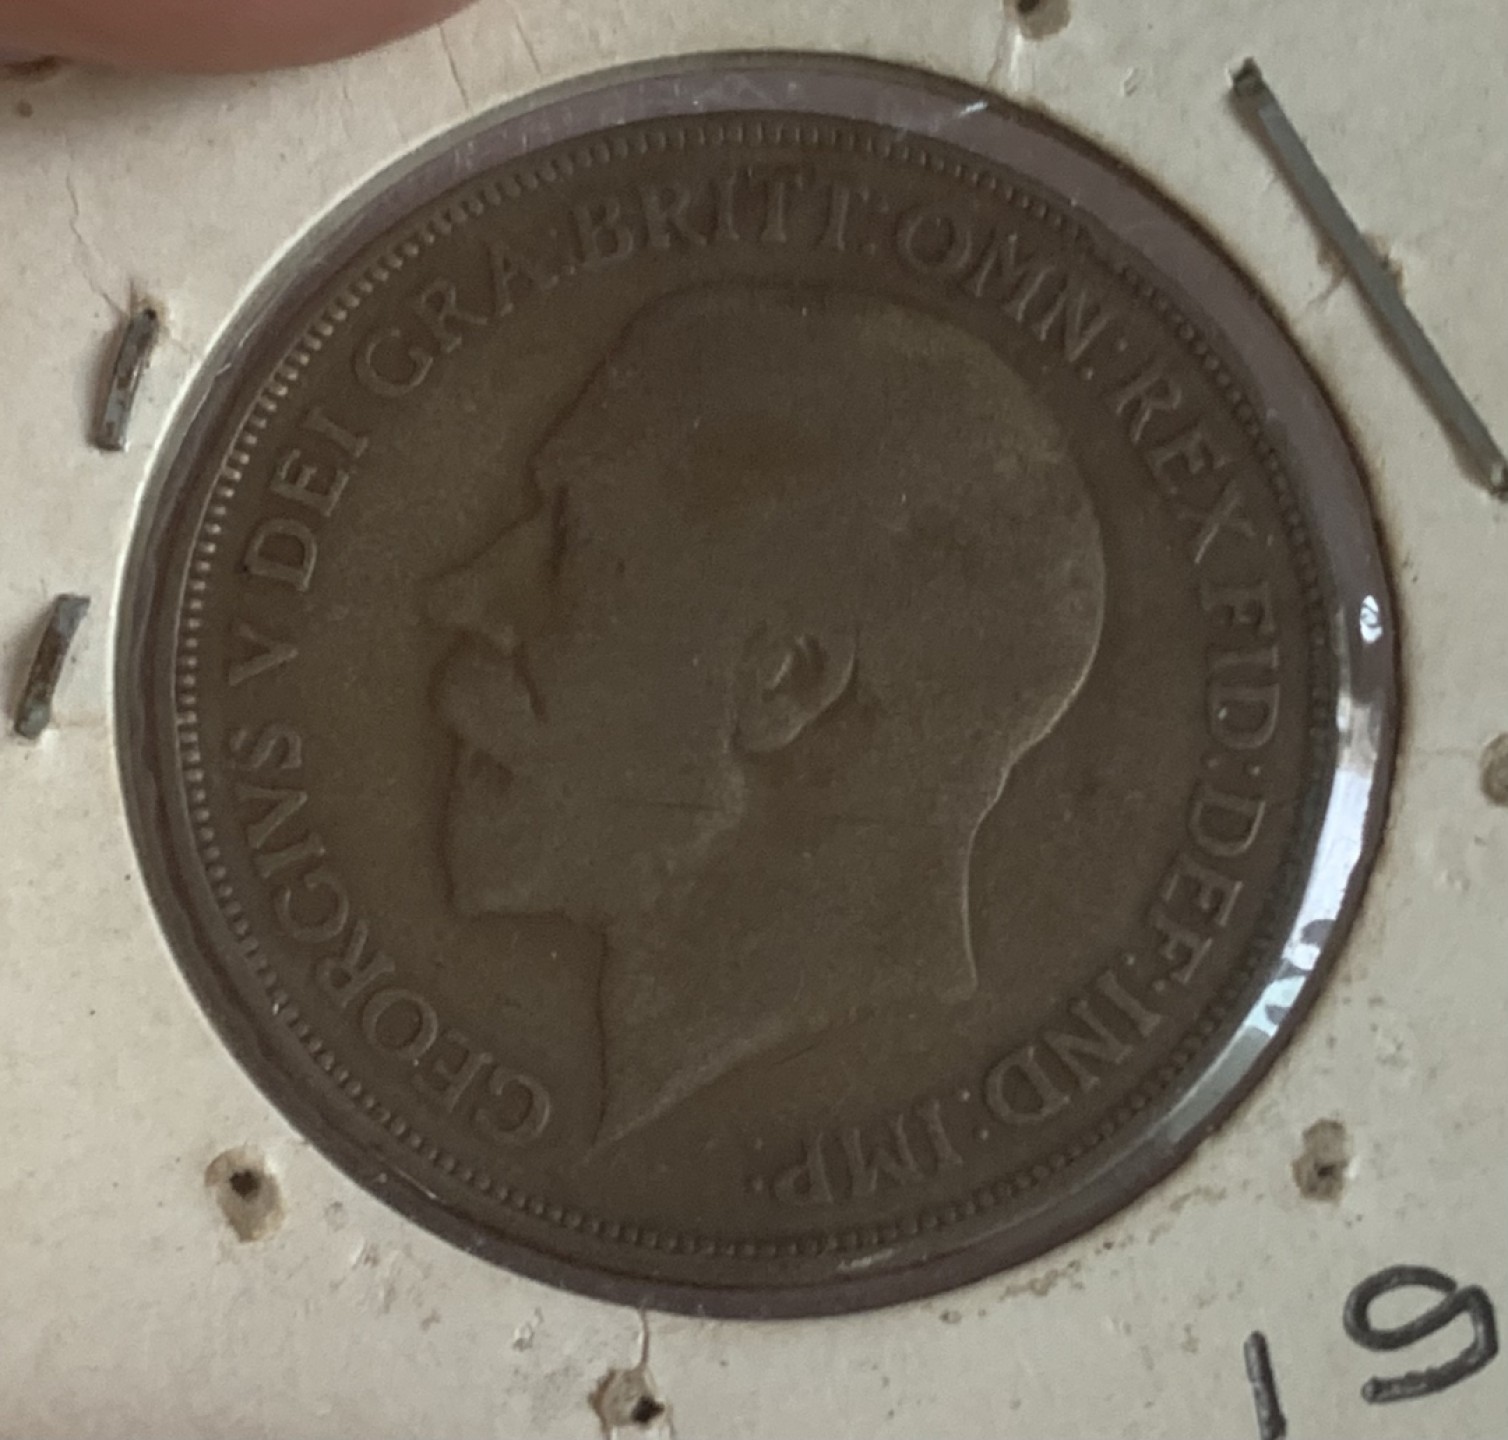 GEORGIVS V DEI GRA: BRITT: OMN: REX FID: DEF: IND: IMP:
19